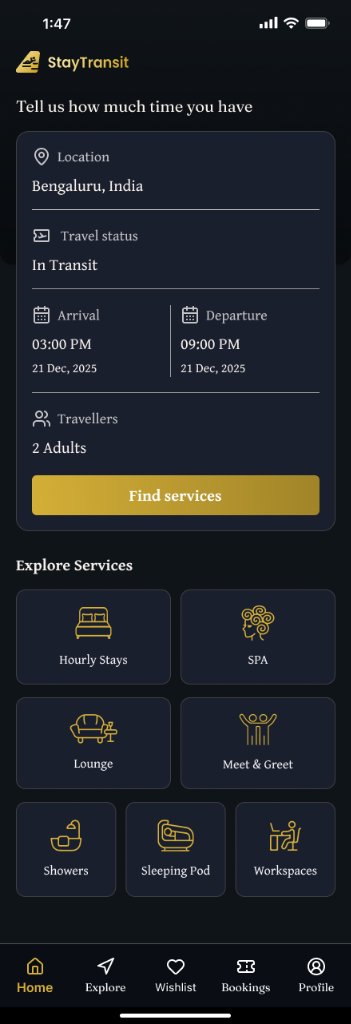 1:47
StayTransit
Tell us how much time you have
Location
Bengaluru, India
Travel status
In Transit
Arrival
Departure
03:00 PM
09:00 PM
21 Dec, 2025
21 Dec, 2025
Travellers
2 Adults
Find services
Explore Services
Hourly Stays
SPA
Lounge
Meet & Greet
Showers
Sleeping Pod
Workspaces
Home
Explore
Wishlist
Bookings
Profile